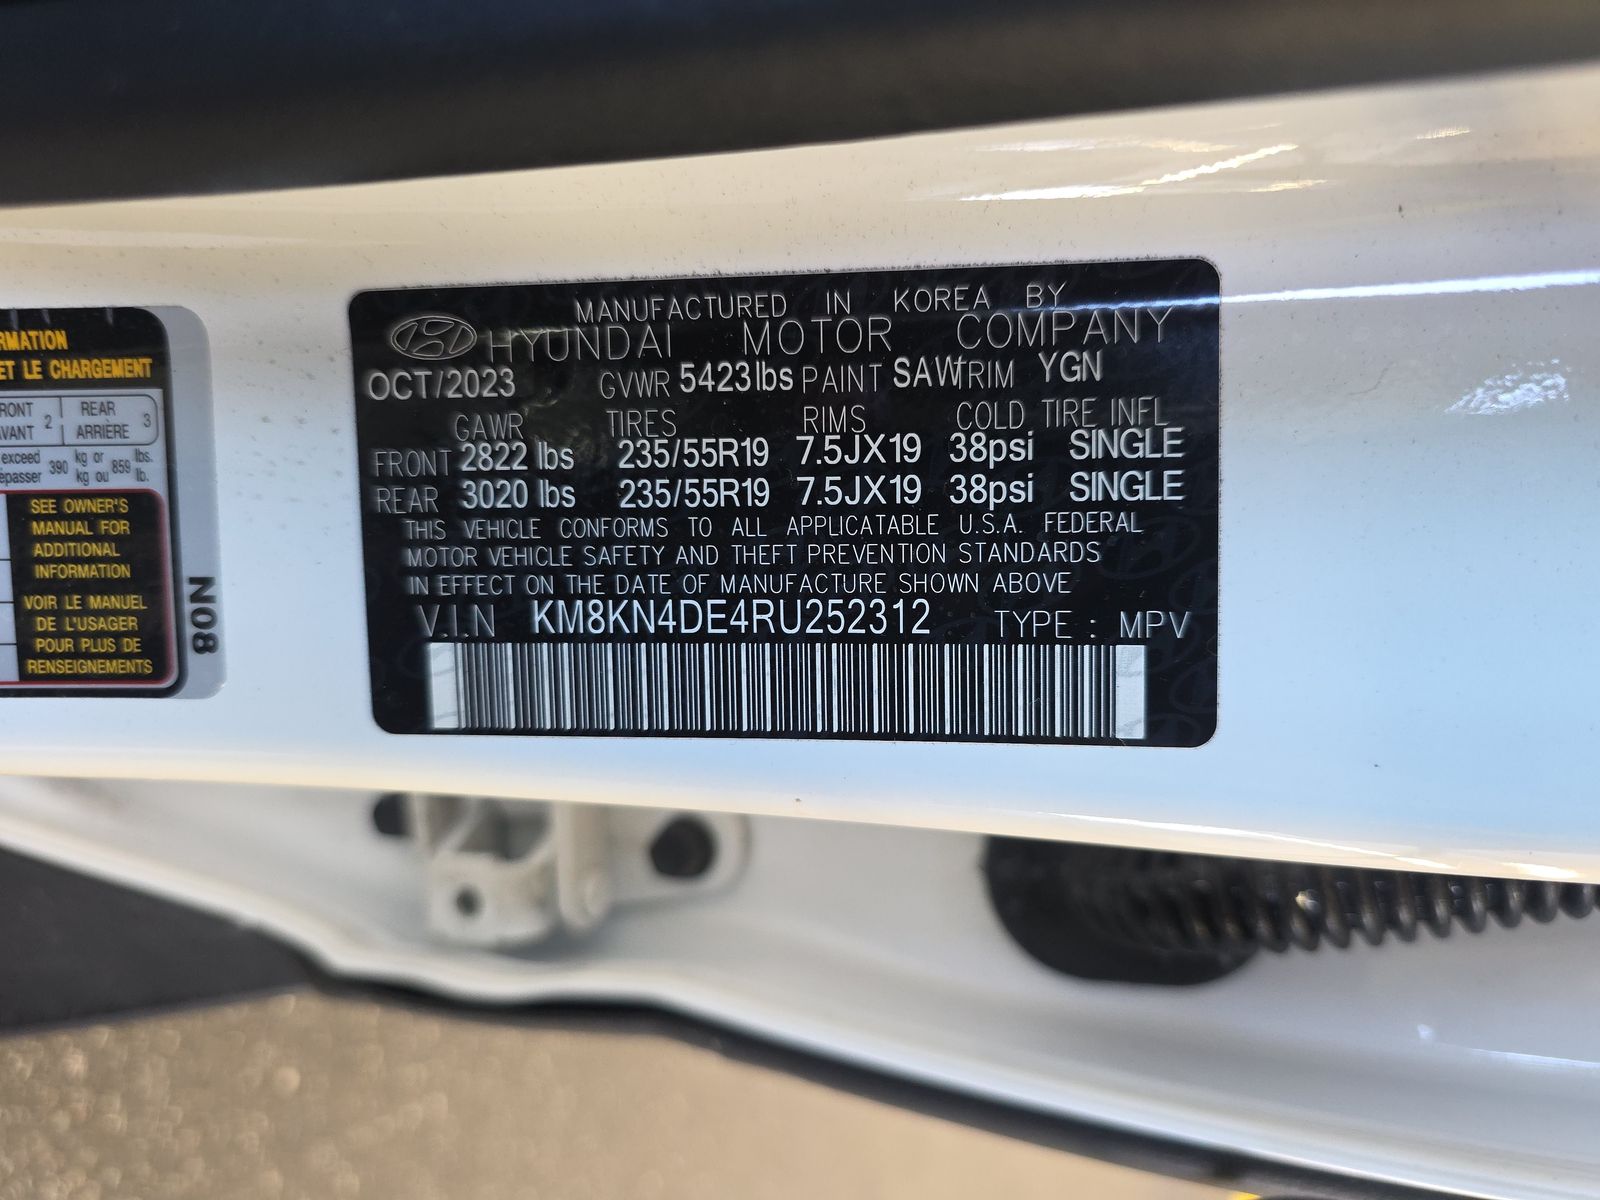 RMATION
ET LE CHARGEMENT
RONT
VANT 2
REAR
ARRIÈRE 3
exceed
épasser 390 kg or kg ou 859 lbs. lb.
SEE OWNER'S
MANUAL FOR
ADDITIONAL
INFORMATION
VOIR LE MANUEL
DE L'USAGER
POUR PLUS DE
RENSEIGNEMENTS
N08
MANUFACTURED IN KOREA BY
HYUNDAI MOTOR COMPANY
OCT/2023 GVWR 5423lbs PAINT SAW TRIM YGN
GAWR TIRES RIMS COLD TIRE INFL
FRONT 2822 lbs 235/55R19 7.5JX19 38psi SINGLE
REAR 3020 lbs 235/55R19 7.5JX19 38psi SINGLE
THIS VEHICLE CONFORMS TO ALL APPLICATABLE U.S.A. FEDERAL
MOTOR VEHICLE SAFETY AND THEFT PREVENTION STANDARDS
IN EFFECT ON THE DATE OF MANUFACTURE SHOWN ABOVE
V.I.N KM8KN4DE4RU252312 TYPE : MPV